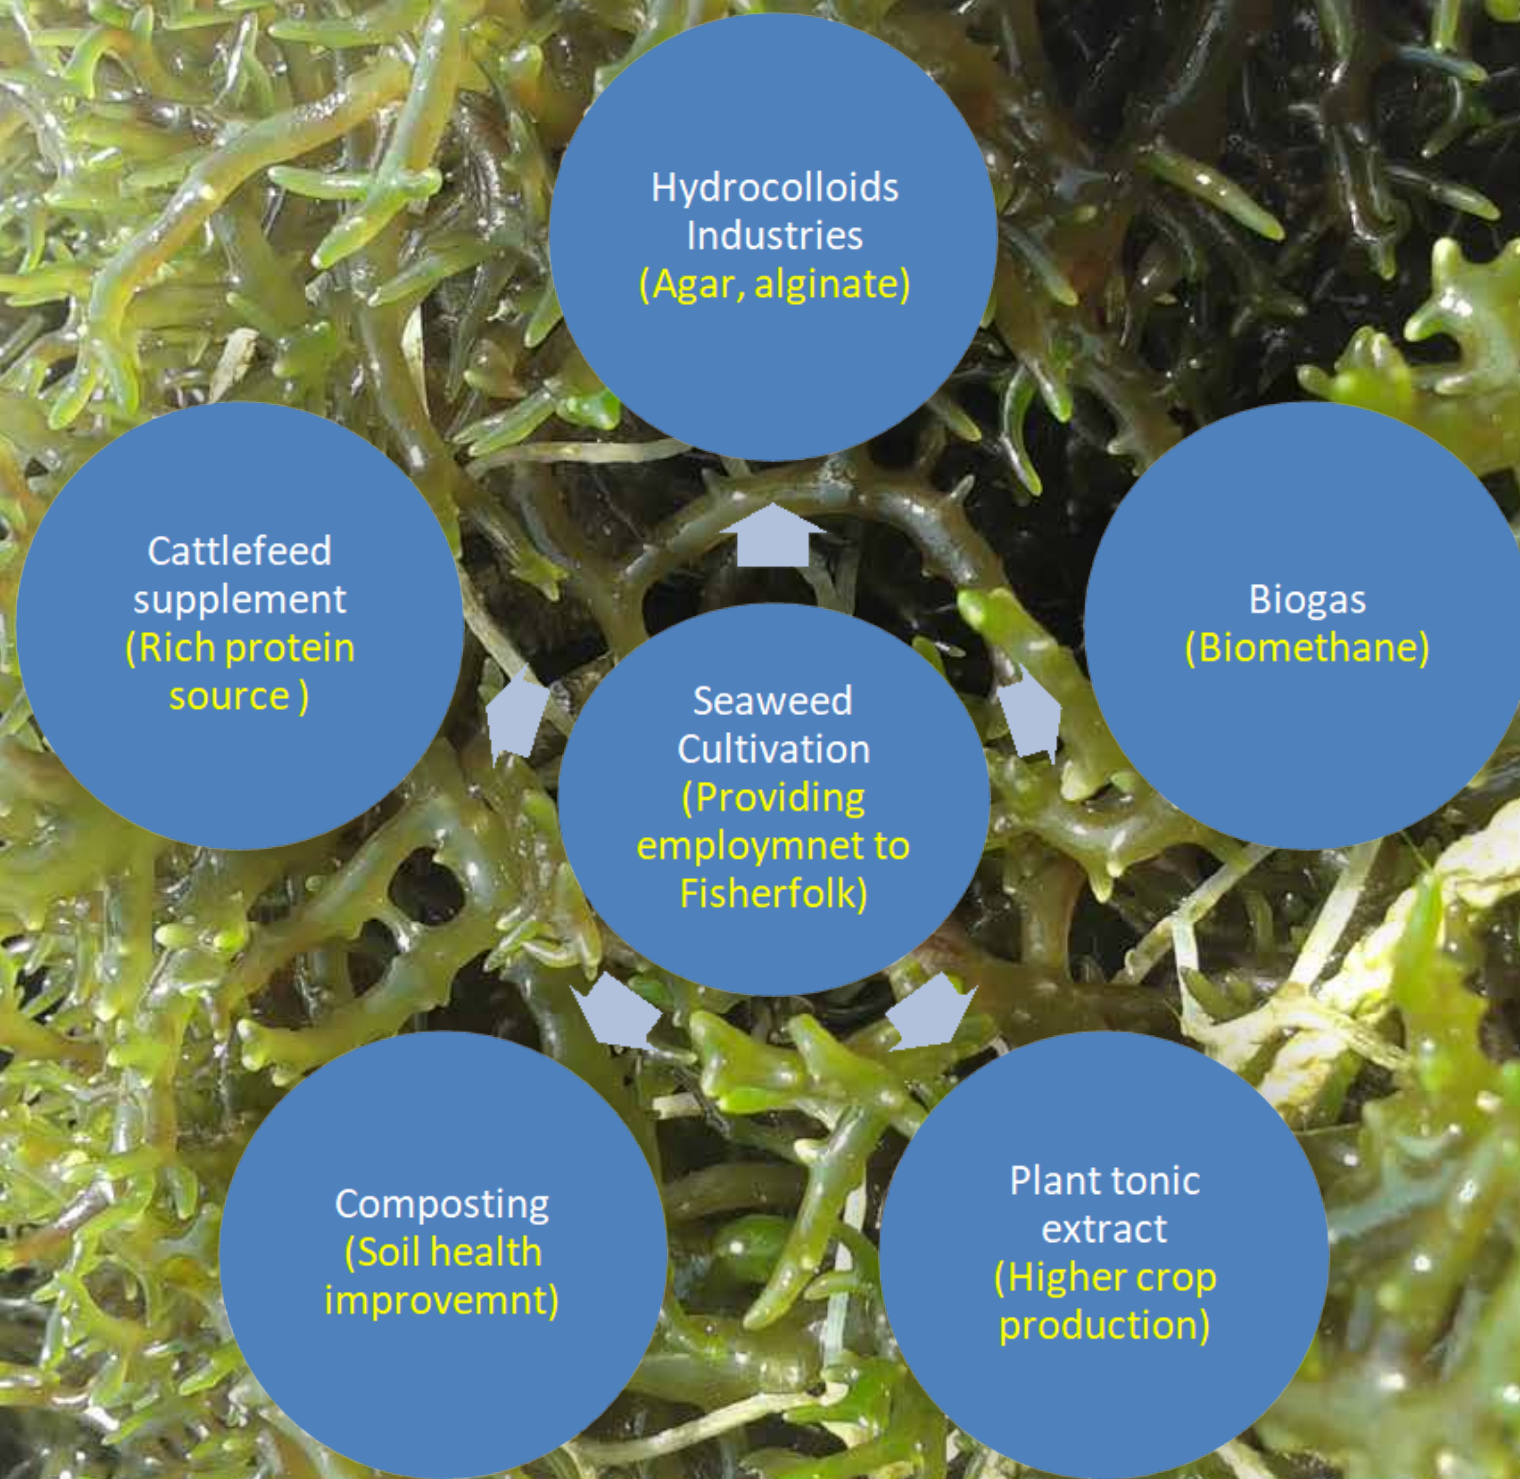 Hydrocolloids
Industries
(Agar, alginate)
Cattlefeed
supplement
(Rich protein
source )
Biogas
(Biomethane)
Seaweed
Cultivation
(Providing
employmnet to
Fisherfolk)
Composting
(Soil health
improvemnt)
Plant tonic
extract
(Higher crop
production)